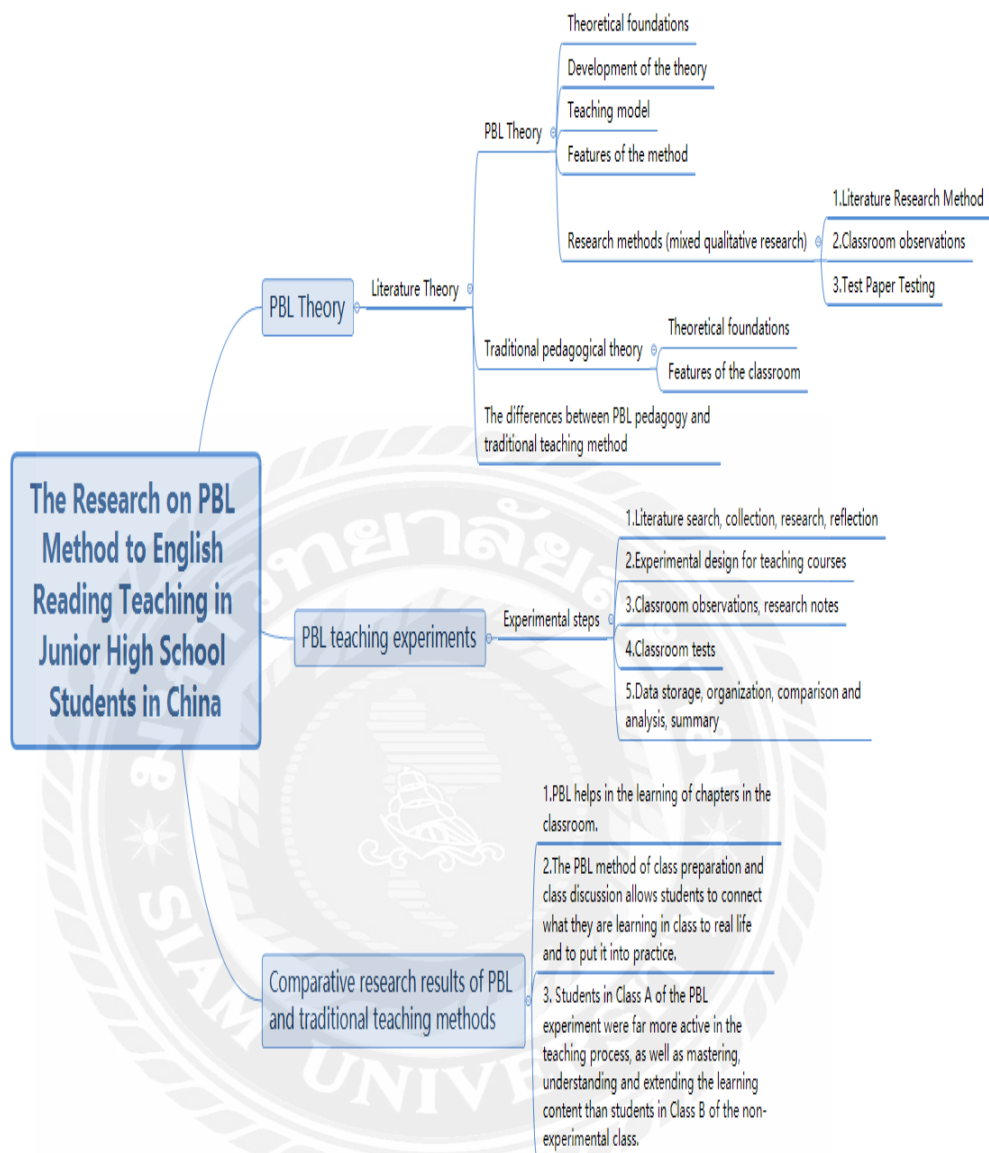 The Research on PBL
Method to English
Reading Teaching in
Junior High School
Students in China
PBL Theory
Literature Theory
PBL Theory
Theoretical foundations
Development of the theory
Teaching model
Features of the method
Research methods (mixed qualitative research)
1.Literature Research Method
2.Classroom observations
3.Test Paper Testing
Traditional pedagogical theory
Theoretical foundations
Features of the classroom
The differences between PBL pedagogy and
traditional teaching method
PBL teaching experiments
Experimental steps
1.Literature search, collection, research, reflection
2.Experimental design for teaching courses
3.Classroom observations, research notes
4.Classroom tests
5.Data storage, organization, comparison and
analysis, summary
Comparative research results of PBL
and traditional teaching methods
1.PBL helps in the learning of chapters in the
classroom.
2.The PBL method of class preparation and
class discussion allows students to connect
what they are learning in class to real life
and to put it into practice.
3. Students in Class A of the PBL
experiment were far more active in the
teaching process, as well as mastering,
understanding and extending the learning
content than students in Class B of the non-
experimental class.
SIAM UNIVERSITY